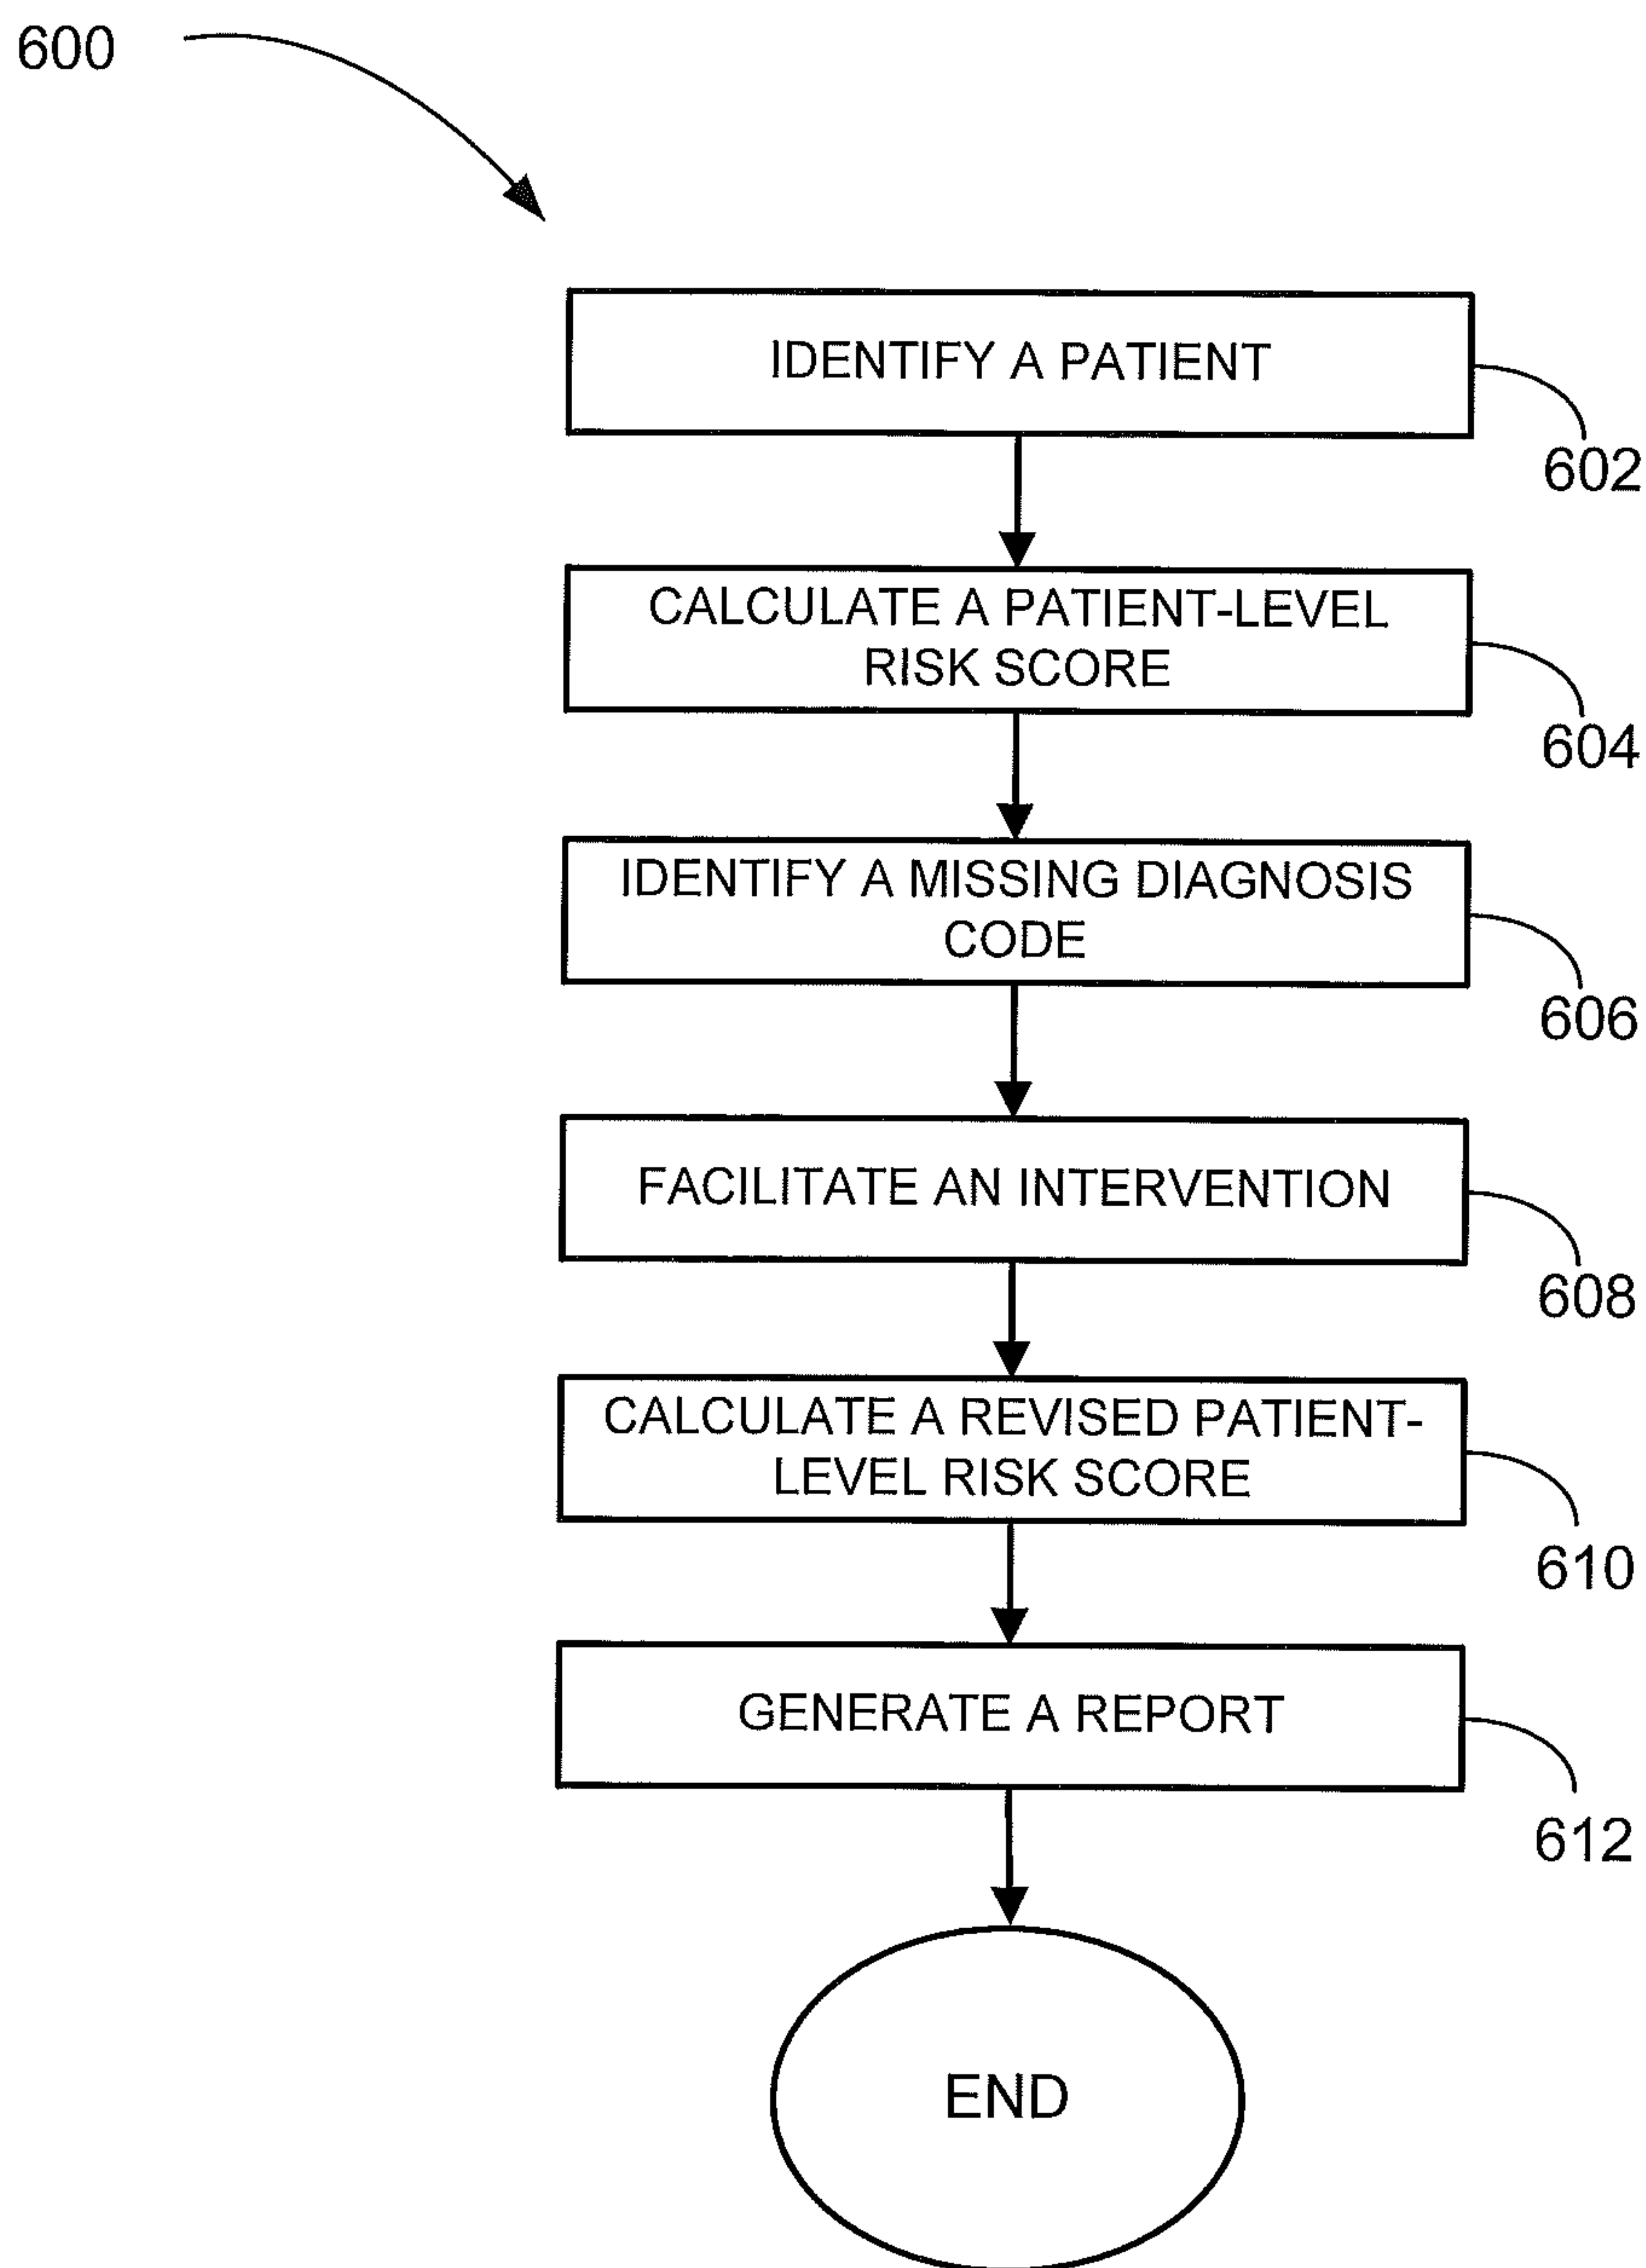 600
IDENTIFY A PATIENT
602
CALCULATE A PATIENT-LEVEL
RISK SCORE
604
IDENTIFY A MISSING DIAGNOSIS
CODE
606
FACILITATE AN INTERVENTION
608
CALCULATE A REVISED PATIENT-
LEVEL RISK SCORE
610
GENERATE A REPORT
612
END